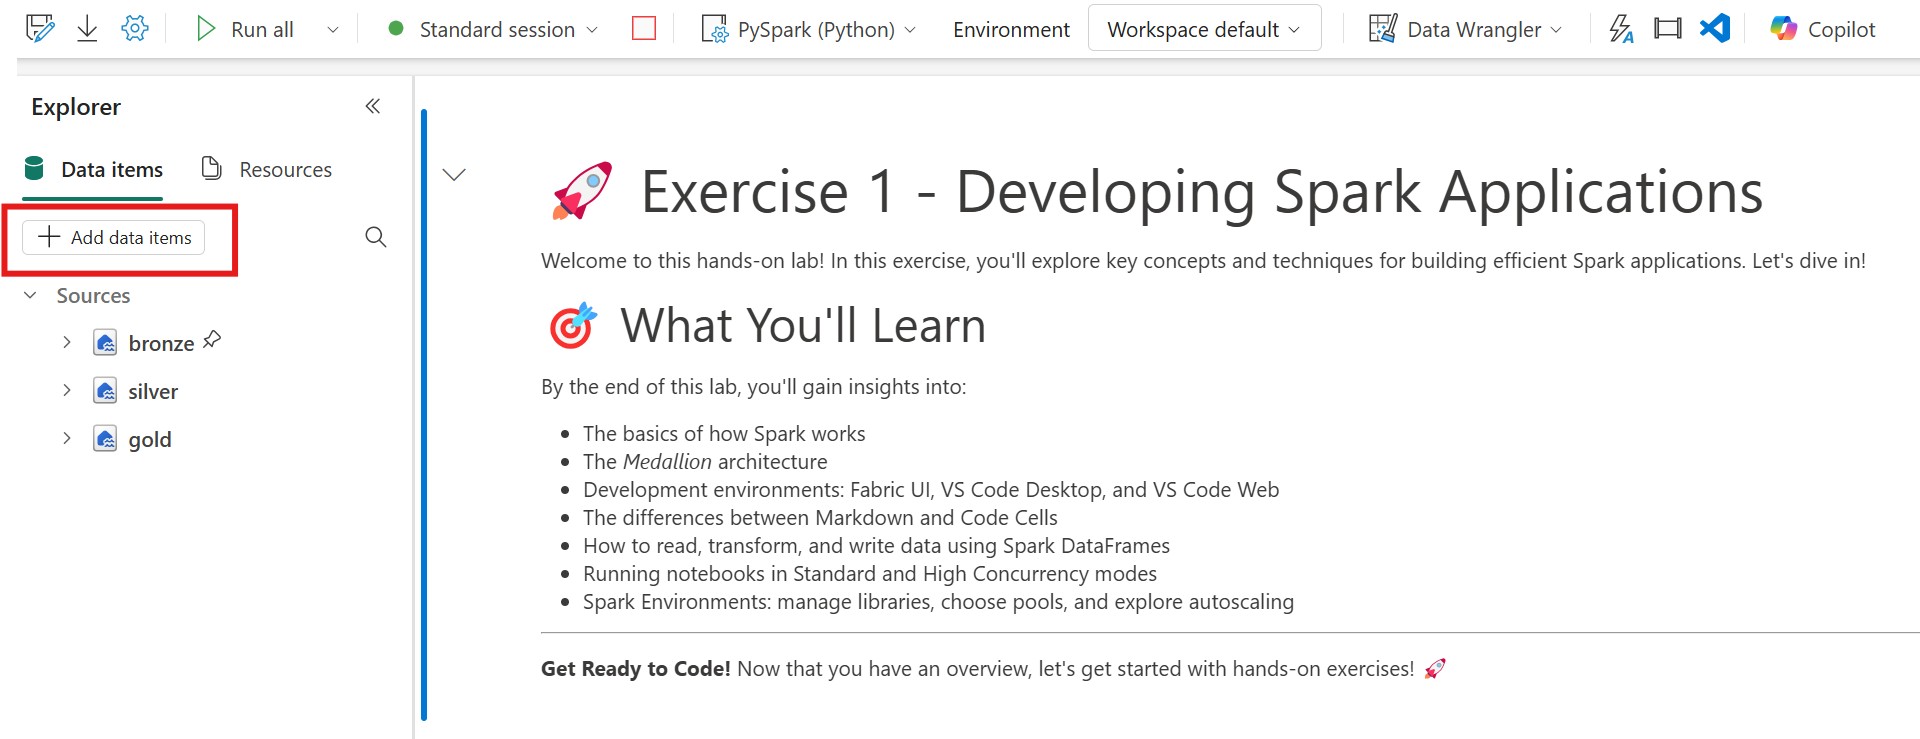 Run all
Standard session
PySpark (Python)
Environment
Workspace default
Data Wrangler
Copilot
Explorer
Data items
Resources
Add data items
Sources
bronze
silver
gold
Exercise 1 - Developing Spark Applications
Welcome to this hands-on lab! In this exercise, you'll explore key concepts and techniques for building efficient Spark applications. Let's dive in!
What You'll Learn
By the end of this lab, you'll gain insights into:
• The basics of how Spark works
• The Medallion architecture
• Development environments: Fabric UI, VS Code Desktop, and VS Code Web
• The differences between Markdown and Code Cells
• How to read, transform, and write data using Spark DataFrames
• Running notebooks in Standard and High Concurrency modes
• Spark Environments: manage libraries, choose pools, and explore autoscaling
Get Ready to Code! Now that you have an overview, let's get started with hands-on exercises! 🚀